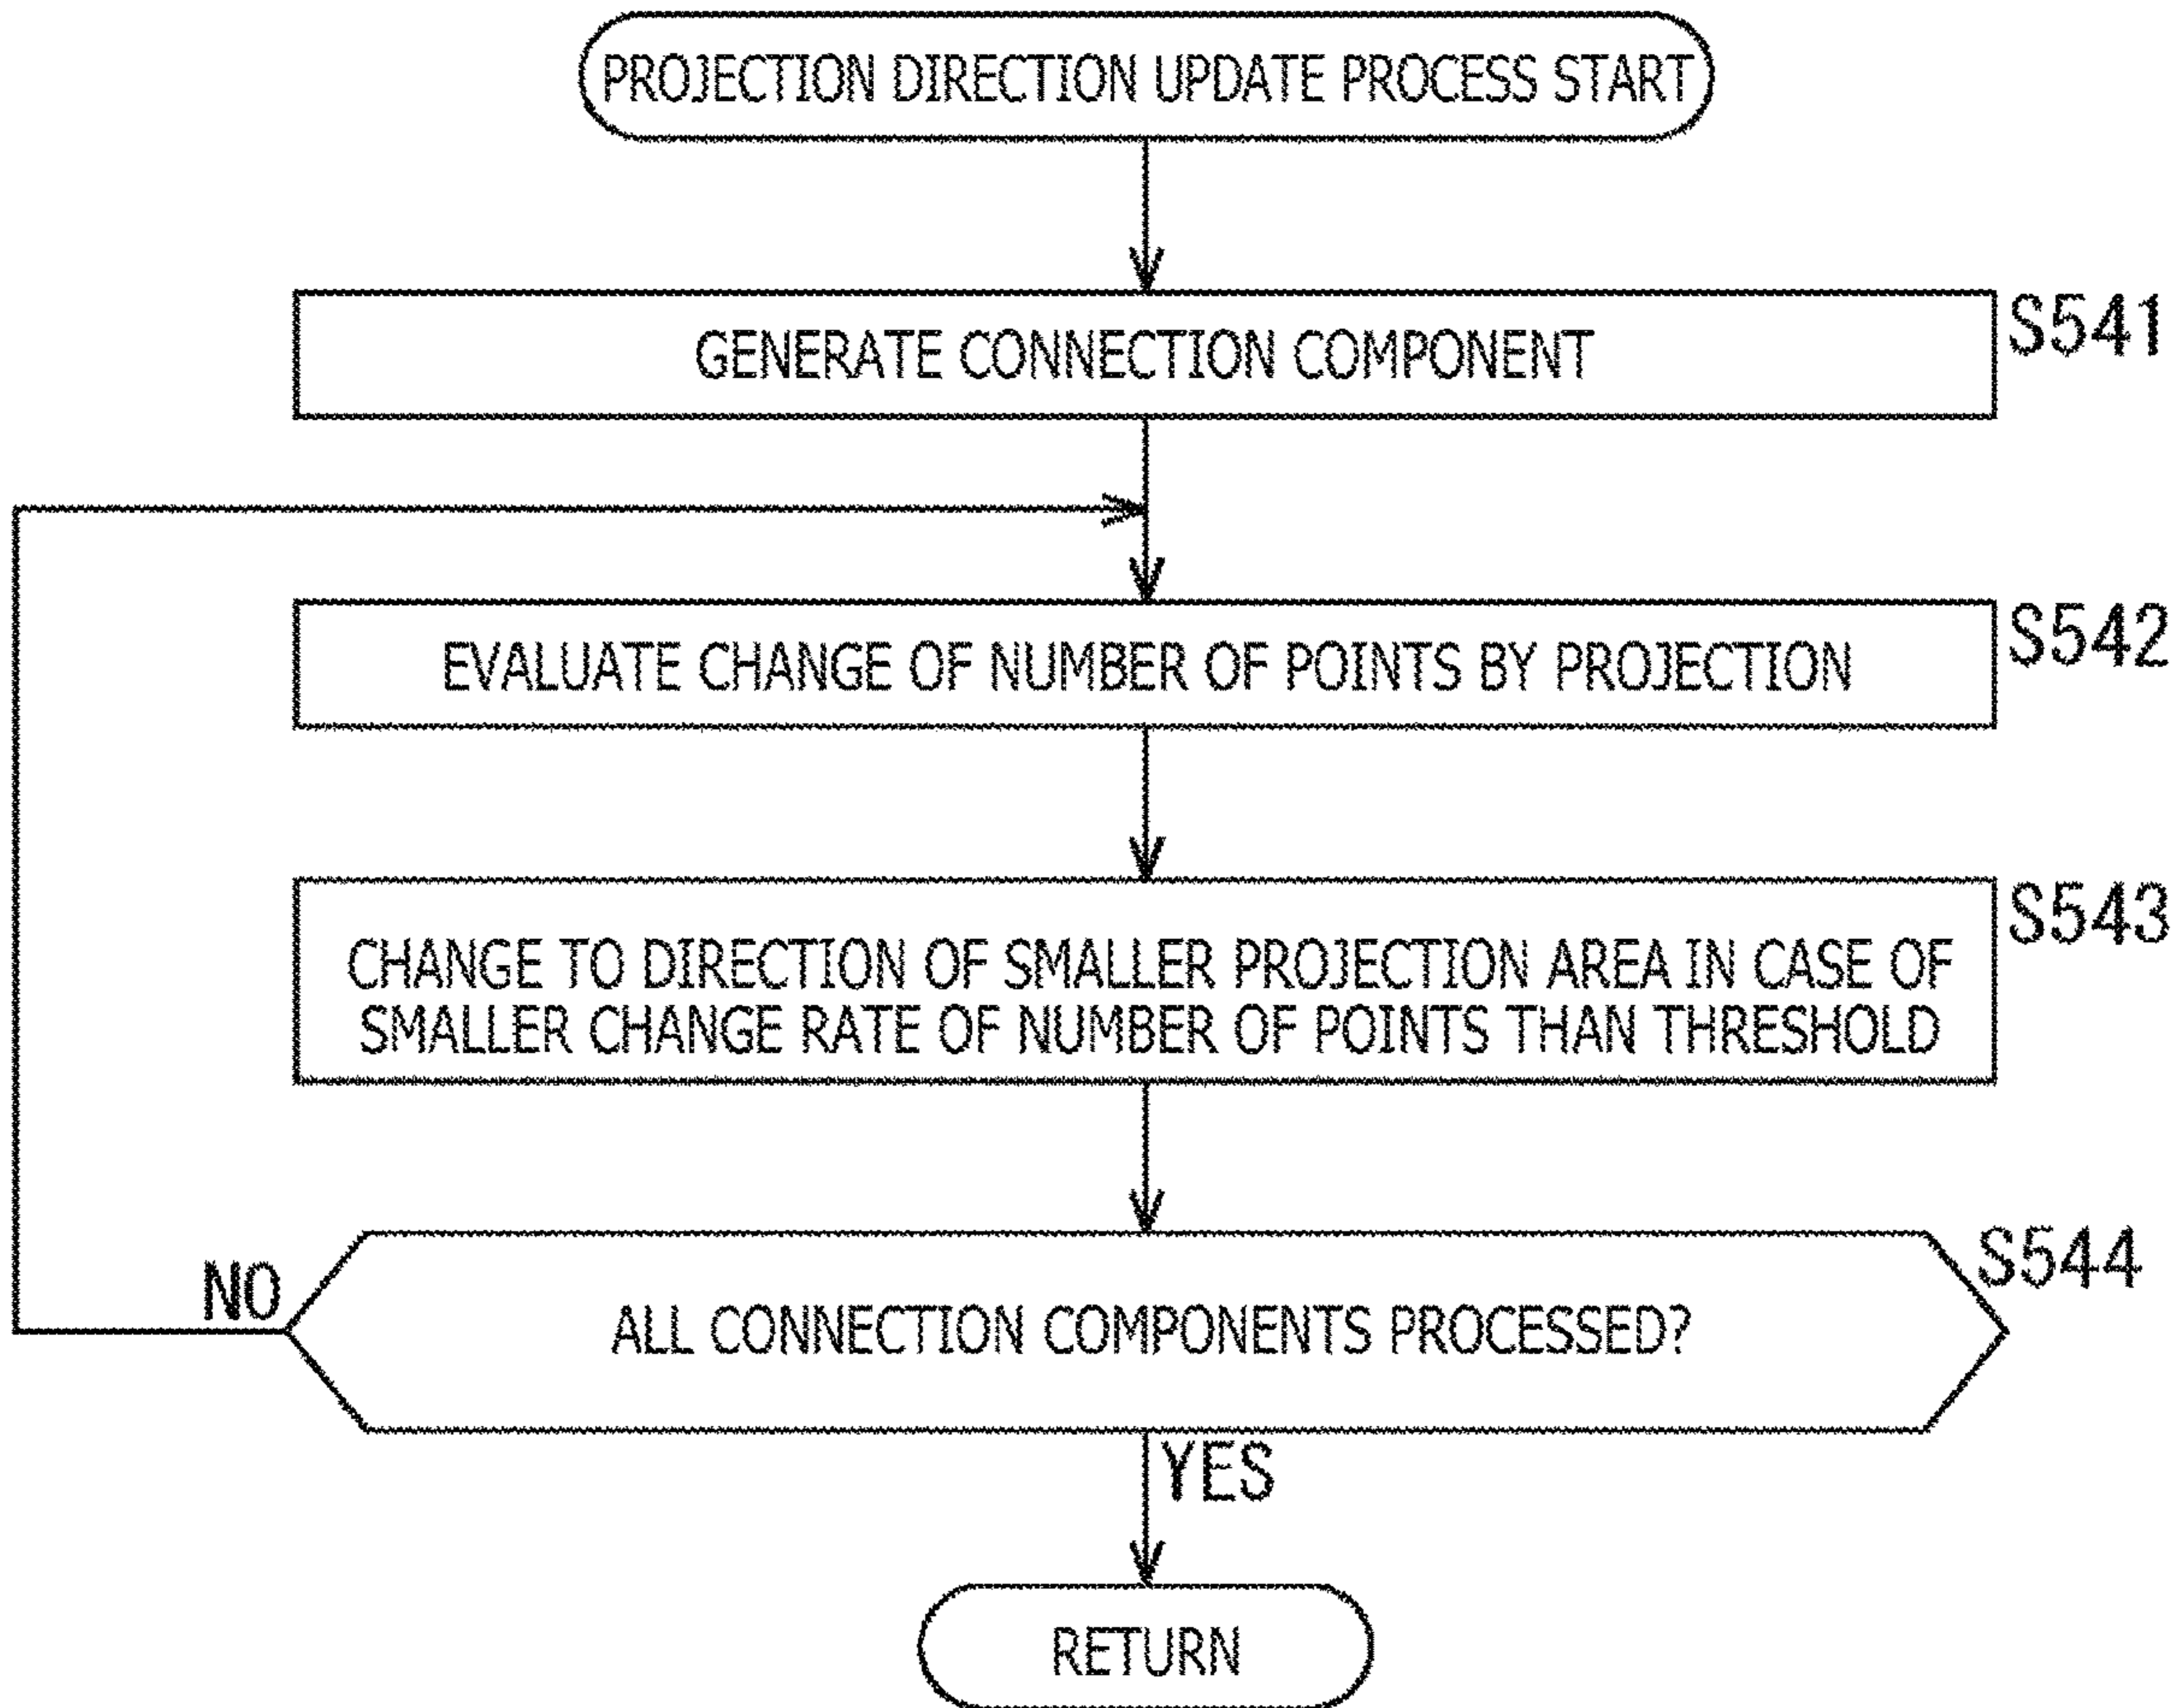 PROJECTION DIRECTION UPDATE PROCESS START
GENERATE CONNECTION COMPONENT
S541
EVALUATE CHANGE OF NUMBER OF POINTS BY PROJECTION
S542
CHANGE TO DIRECTION OF SMALLER PROJECTION AREA IN CASE OF
SMALLER CHANGE RATE OF NUMBER OF POINTS THAN THRESHOLD
S543
ALL CONNECTION COMPONENTS PROCESSED?
S544
NO
YES
RETURN